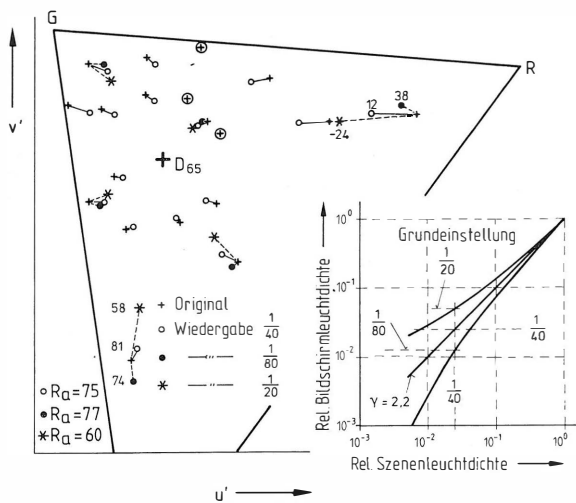 G
v'
R
38
12
-24
D65
58
81
74
+ Original
o Wiedergabe 1/40
● —"— 1/80
* —"— 1/20
o Ra=75
● Ra=77
* Ra=60
u'
Rel. Bildschirmleuchtdichte
Grundeinstellung
10^0
10^-1
10^-2
10^-3
1/20
1/80
1/40
1/40
γ = 2,2
10^-3
10^-2
10^-1
10^0
Rel. Szenenleuchtdichte